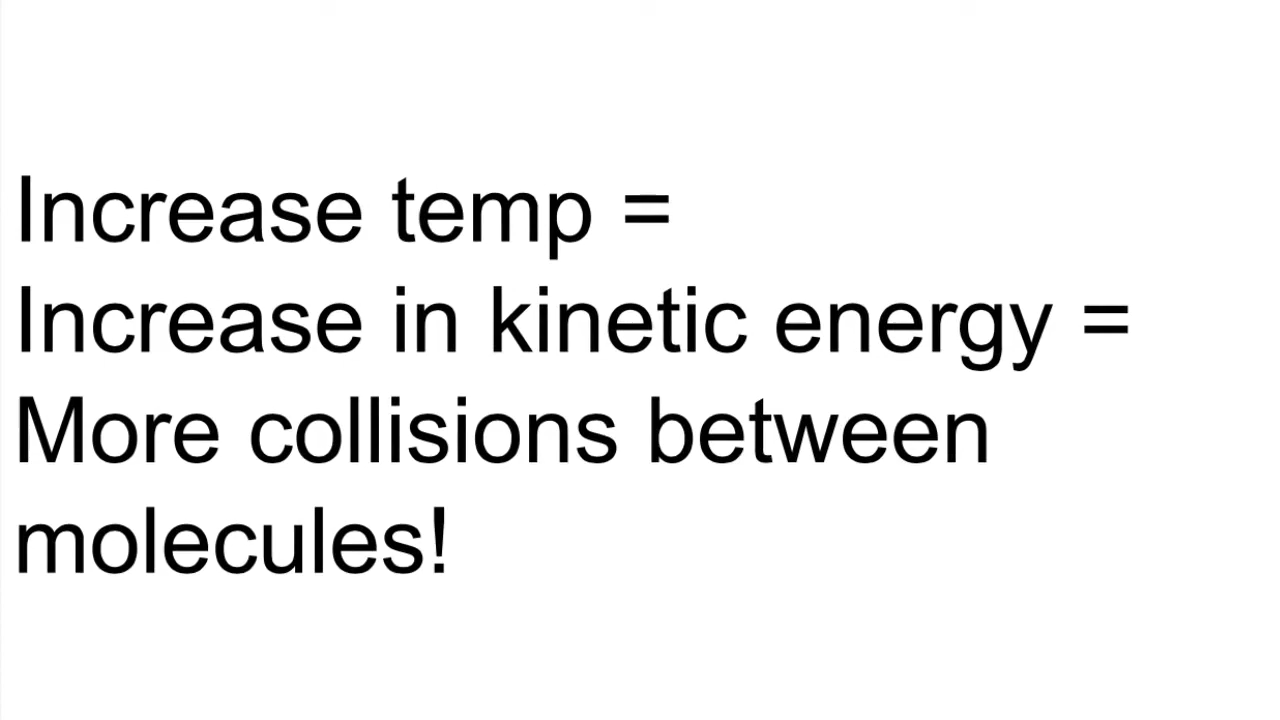 Increase temp =
Increase in kinetic energy =
More collisions between
molecules!